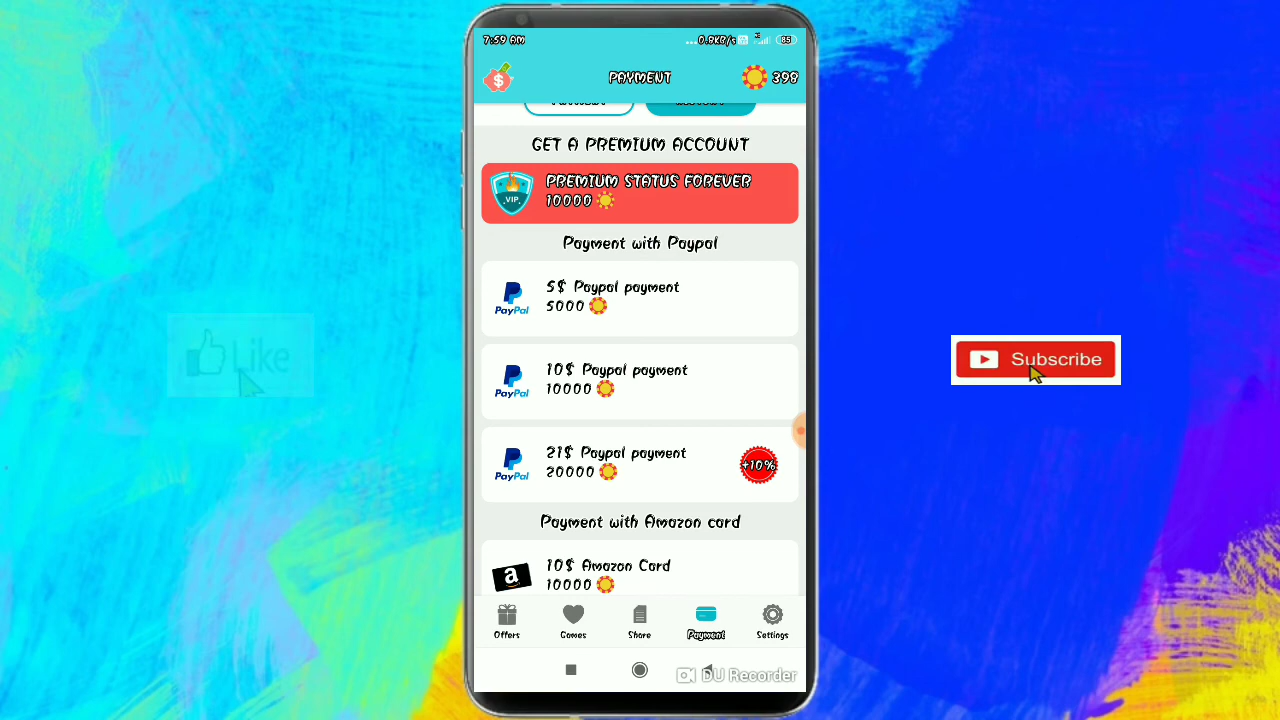 7:59 AM
...0.8KB/s
85
PAYMENT
398
GET A PREMIUM ACCOUNT
VIP
PREMIUM STATUS FOREVER
10000
Payment with Paypal
PayPal
5$ Paypal payment
5000
PayPal
10$ Paypal payment
10000
PayPal
21$ Paypal payment
20000
+10%
Payment with Amazon card
a
10$ Amazon Card
10000
Offers
Games
Share
Payment
Settings
DU Recorder
Like
Subscribe